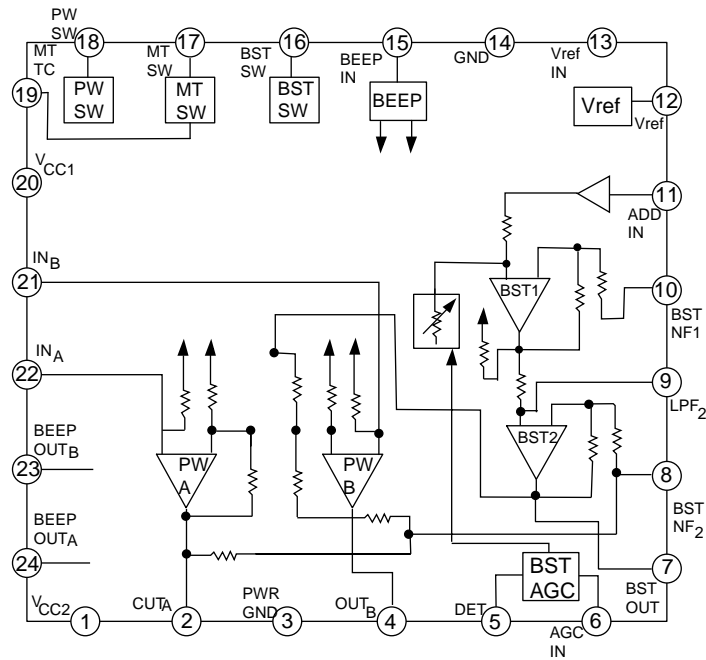 PW
SW
18
17
16
15
14
13
MT
TC
MT
SW
BST
SW
BEEP
IN
GND
Vref
IN
19
PW
SW
MT
SW
BST
SW
BEEP
Vref
12
Vref
VCC1
20
11
ADD
IN
INB
21
BST1
10
BST
NF1
INA
22
9
LPF2
BEEP
OUTB
23
PW
A
PW
B
BST2
8
BST
NF2
BEEP
OUTA
24
BST
AGC
7
BST
OUT
VCC2
1
CUTA
2
PWR
GND
3
OUTB
4
DET
5
AGC
IN
6